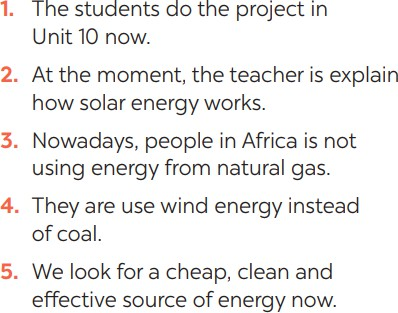 1. The students do the project in
Unit 10 now.
2. At the moment, the teacher is explain
how solar energy works.
3. Nowadays, people in Africa is not
using energy from natural gas.
4. They are use wind energy instead
of coal.
5. We look for a cheap, clean and
effective source of energy now.